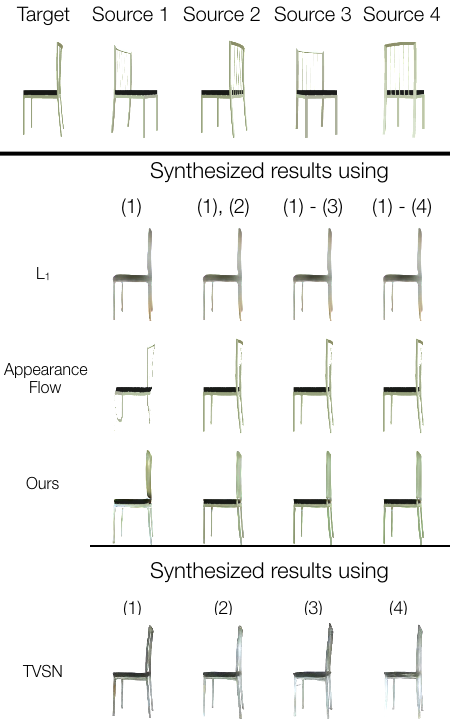 Target Source 1 Source 2 Source 3 Source 4
Synthesized results using
(1) (1), (2) (1) - (3) (1) - (4)
L1
Appearance
Flow
Ours
Synthesized results using
(1) (2) (3) (4)
TVSN